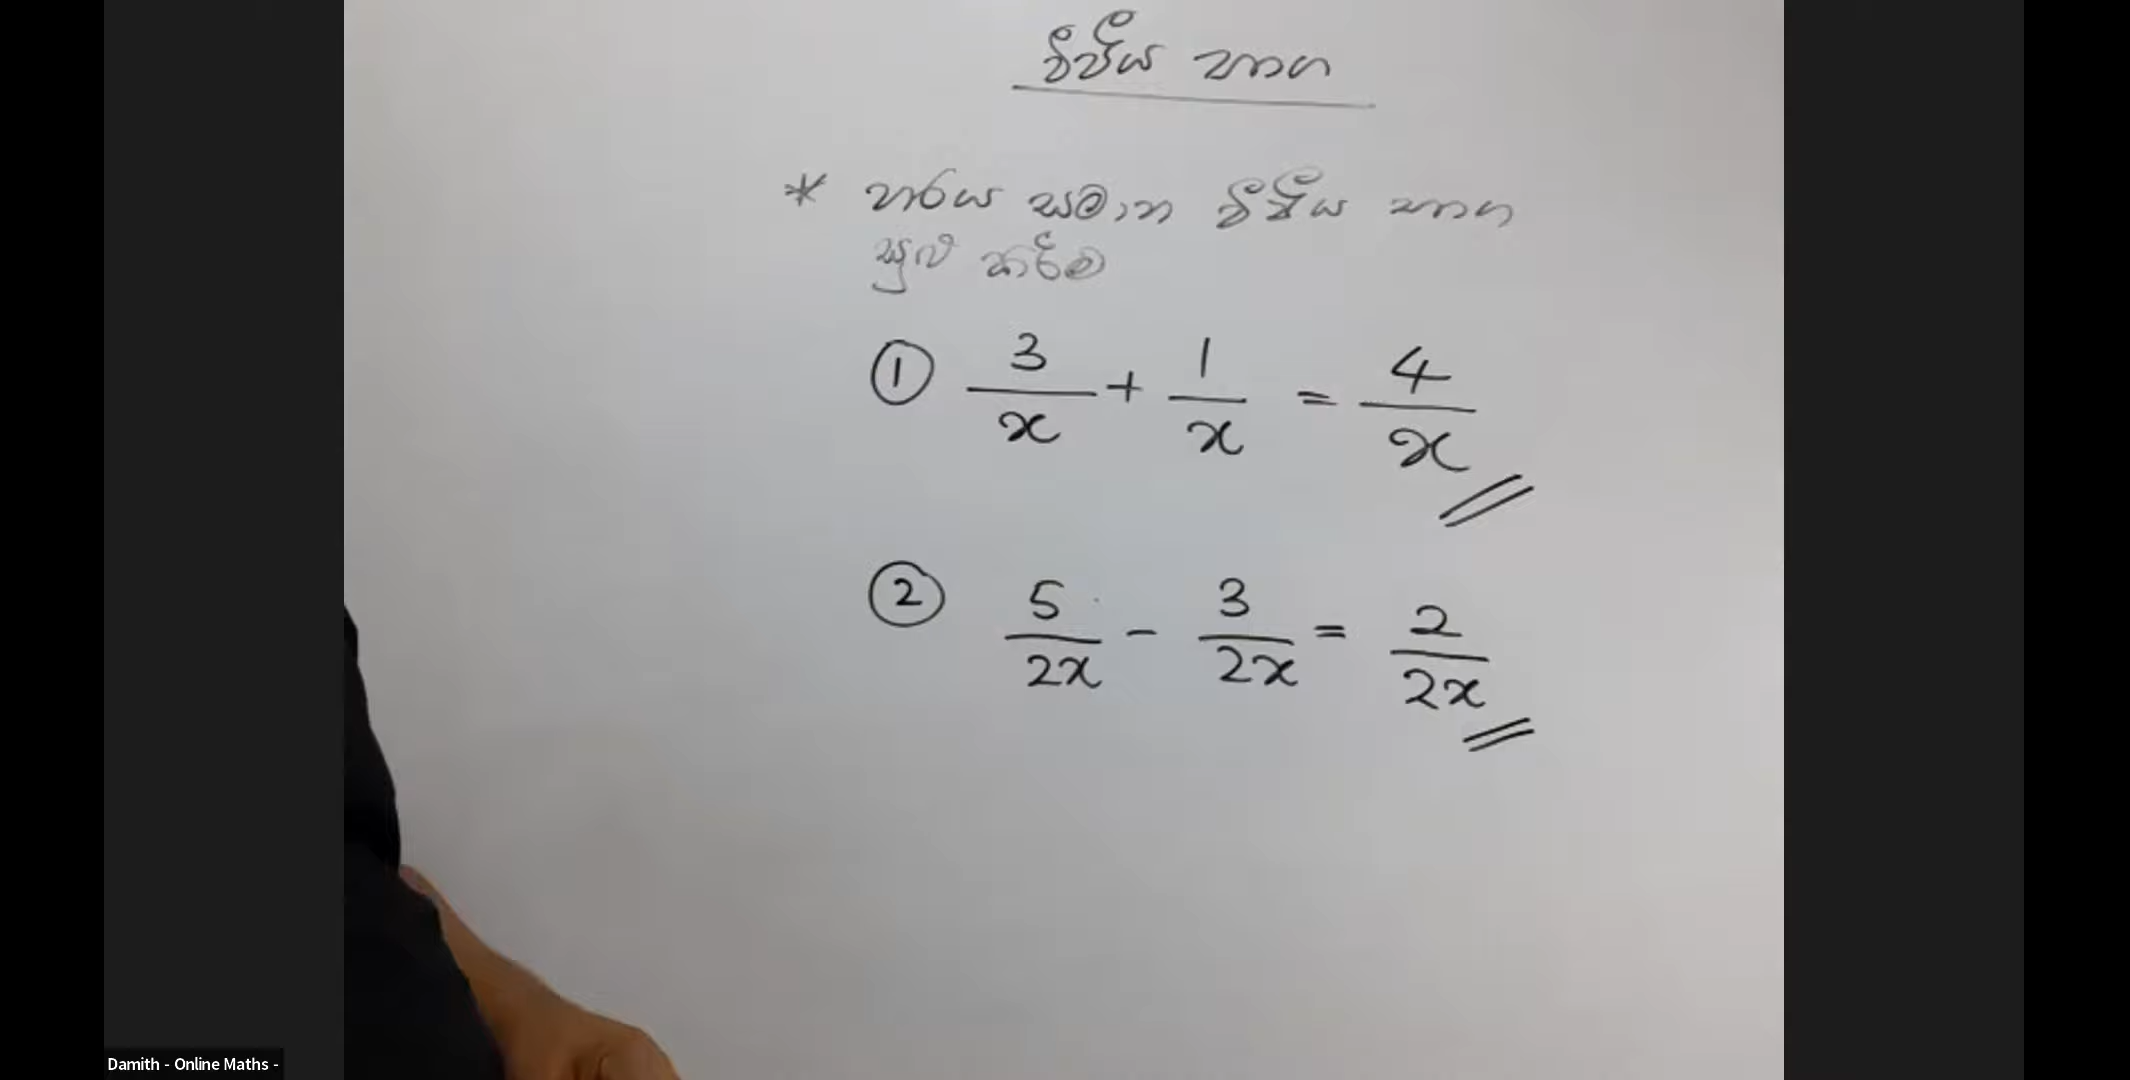 වීජීය භාග
* හරය සමාන වීජීය භාග
සුළු කිරීම
① 3/x + 1/x = 4/x
② 5/2x - 3/2x = 2/2x
Damith - Online Maths -